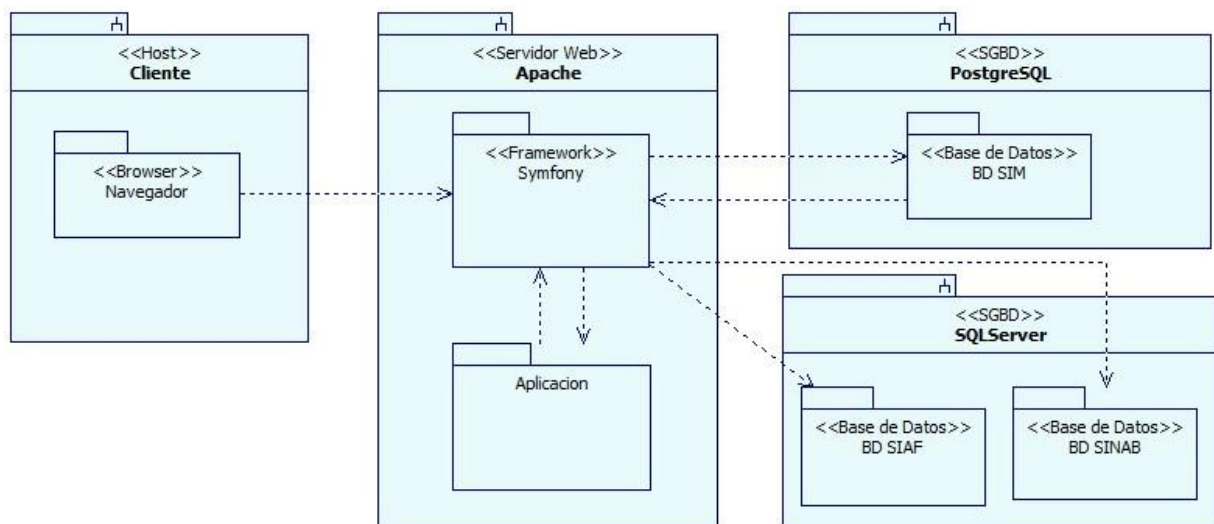 <<Host>>
Cliente
<<Browser>>
Navegador
<<Servidor Web>>
Apache
<<Framework>>
Symfony
Aplicacion
<<SGBD>>
PostgreSQL
<<Base de Datos>>
BD SIM
<<SGBD>>
SQLServer
<<Base de Datos>>
BD SIAF
<<Base de Datos>>
BD SINAB